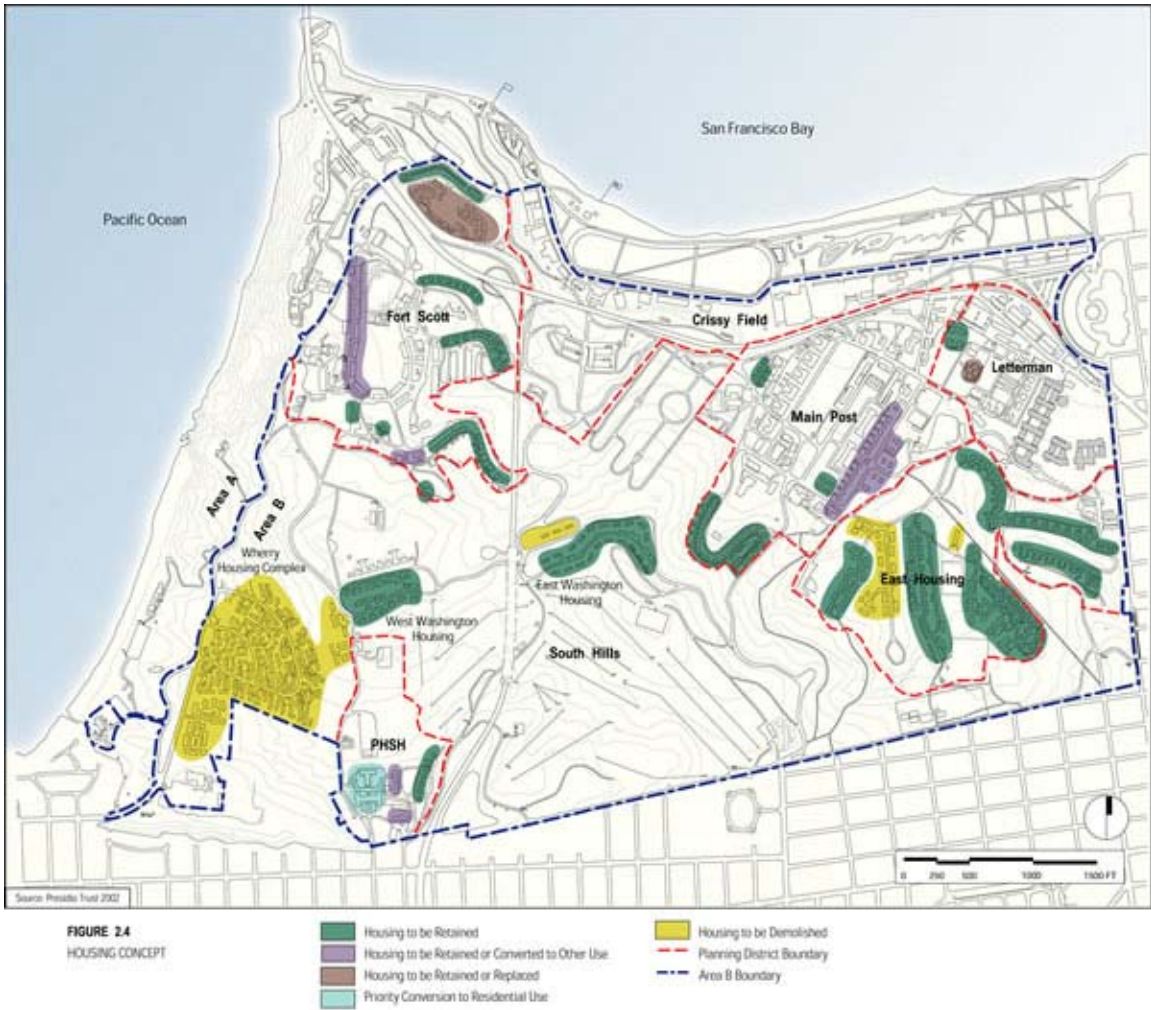 San Francisco Bay
Pacific Ocean
Fort Scott
Crissy Field
Letterman
Main Post
Area A
Area B
Wherry
Housing Complex
East Housing
East Washington
Housing
West Washington
Housing
South Hills
PHSH
0 250 500 1000 1500 FT
Source: Presidio Trust 2002
FIGURE 2.4
HOUSING CONCEPT
Housing to be Retained
Housing to be Retained or Converted to Other Use
Housing to be Retained or Replaced
Priority Conversion to Residential Use
Housing to be Demolished
Planning District Boundary
Area B Boundary